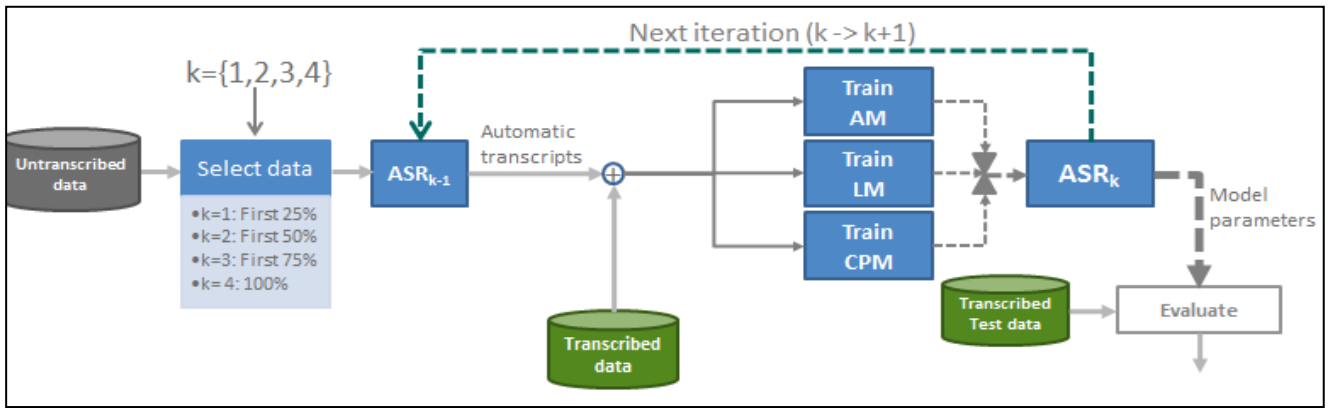 Next iteration (k -> k+1)
k={1,2,3,4}
Untranscribed
data
Select data
•k=1: First 25%
•k=2: First 50%
•k=3: First 75%
•k= 4: 100%
ASRk-1
Automatic
transcripts
+
Transcribed
data
Train
AM
Train
LM
Train
CPM
ASRk
Model
parameters
Transcribed
Test data
Evaluate